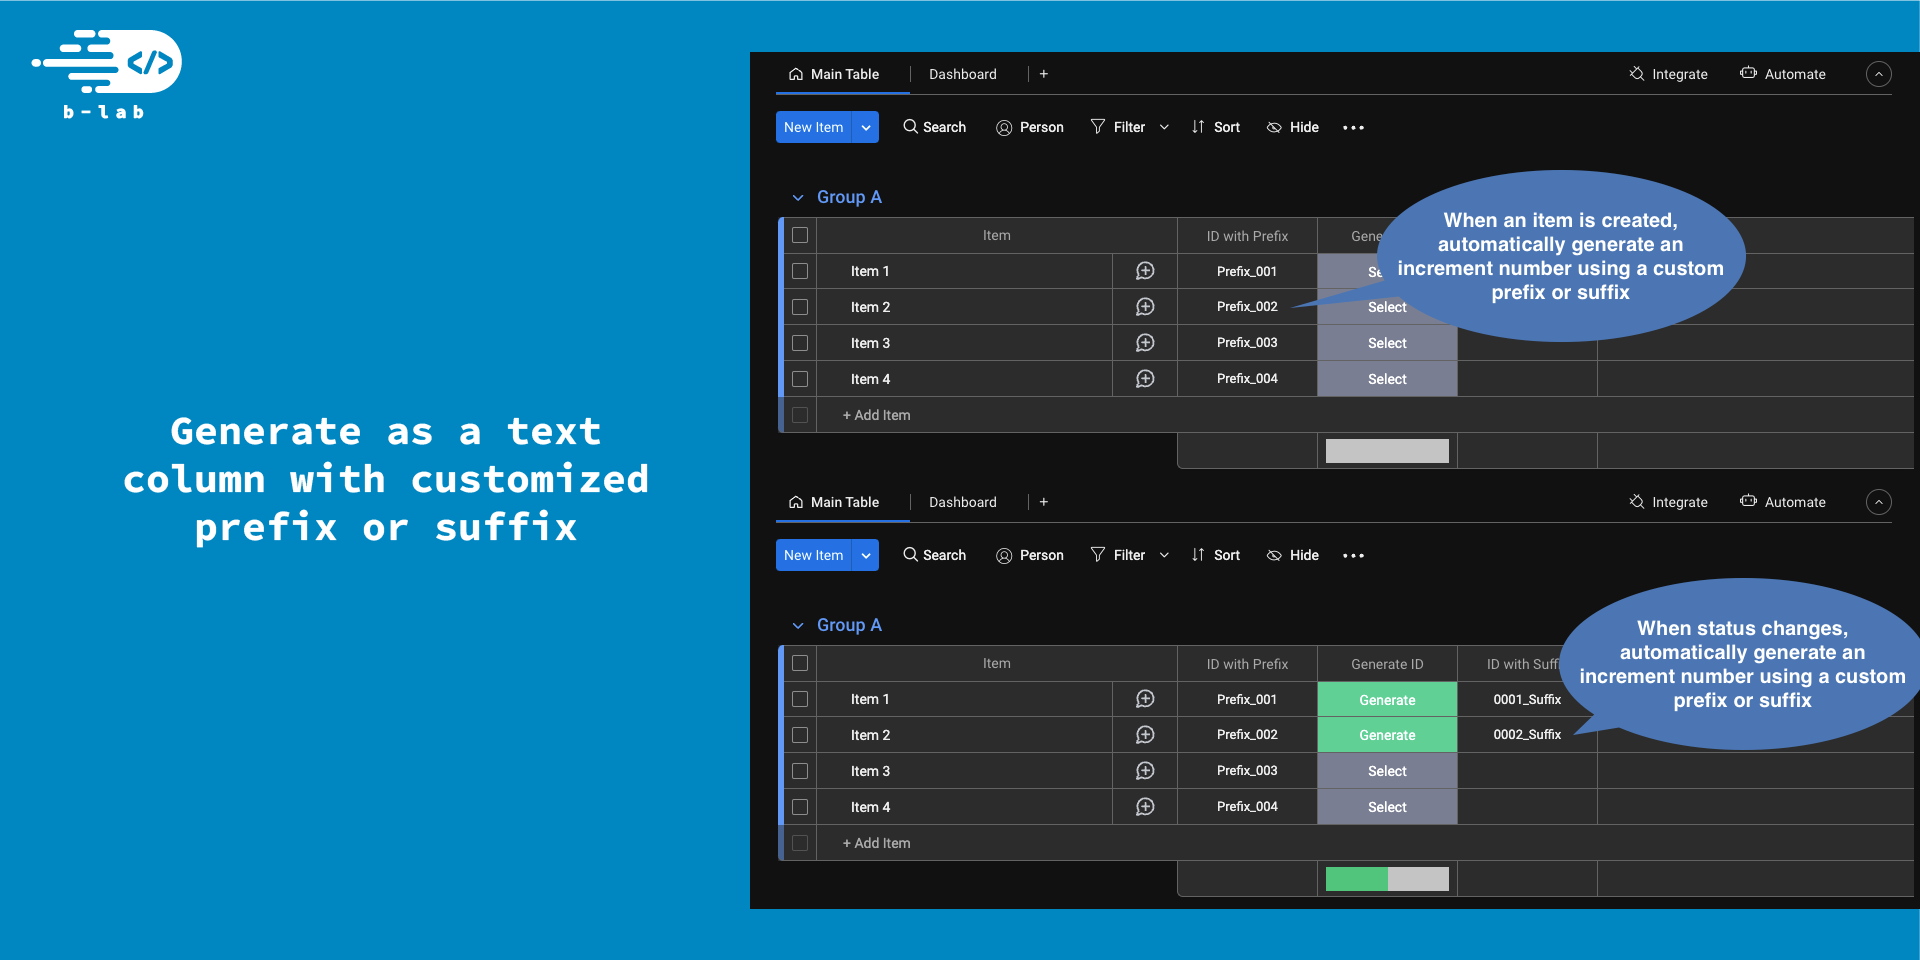 </>
b-lab
Generate as a text
column with customized
prefix or suffix
Main Table
Dashboard
+
Integrate
Automate
New Item
Search
Person
Filter
Sort
Hide
Group A
Item
ID with Prefix
When an item is created,
automatically generate an
increment number using a custom
prefix or suffix
Item 1
Prefix_001
Item 2
Prefix_002
Select
Item 3
Prefix_003
Select
Item 4
Prefix_004
Select
+ Add Item
Main Table
Dashboard
+
Integrate
Automate
New Item
Search
Person
Filter
Sort
Hide
Group A
Item
ID with Prefix
Generate ID
ID with
When status changes,
automatically generate an
increment number using a custom
prefix or suffix
Item 1
Prefix_001
Generate
0001_Suffix
Item 2
Prefix_002
Generate
0002_Suffix
Item 3
Prefix_003
Select
Item 4
Prefix_004
Select
+ Add Item